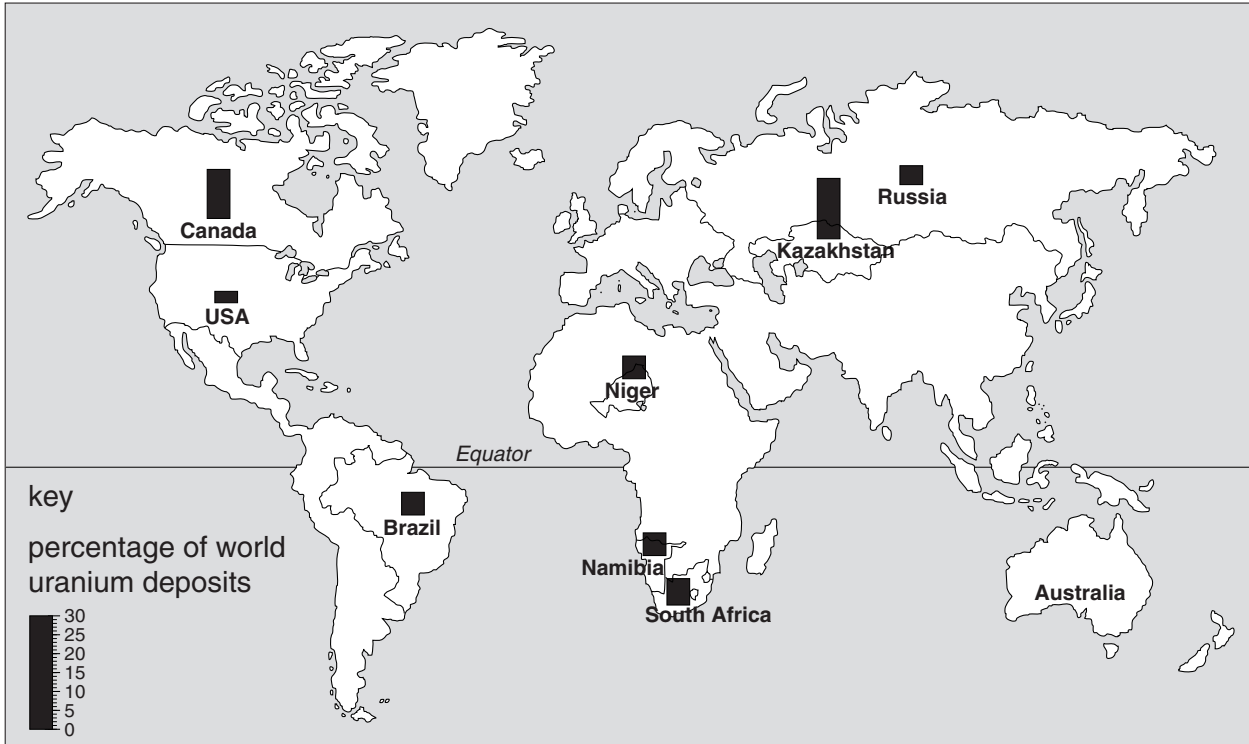 Canada
USA
Russia
Kazakhstan
Niger
Equator
Brazil
Namibia
South Africa
Australia
key
percentage of world
uranium deposits
30
25
20
15
10
5
0